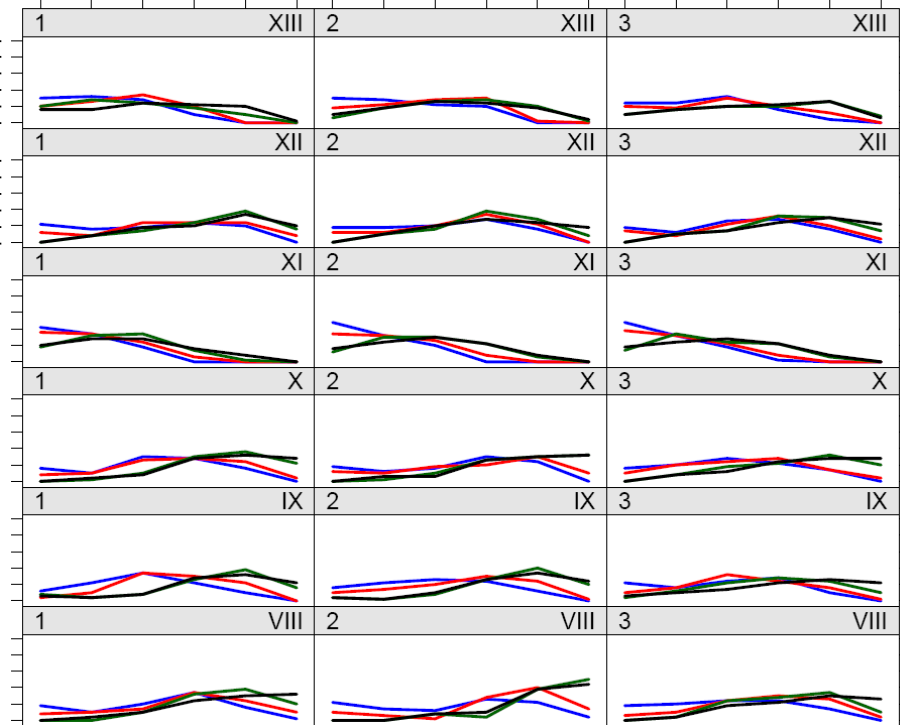 1 XIII 2 XIII 3 XIII
1 XII 2 XII 3 XII
1 XI 2 XI 3 XI
1 X 2 X 3 X
1 IX 2 IX 3 IX
1 VIII 2 VIII 3 VIII